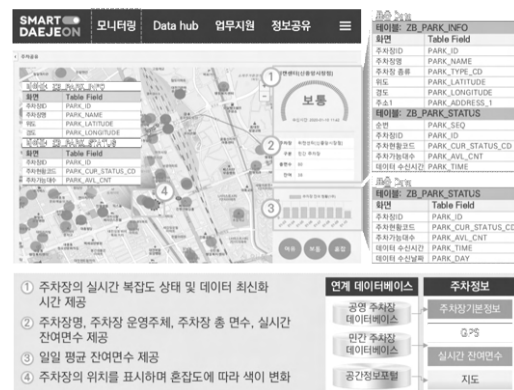 SMART DAEJEON
모니터링 Data hub 업무지원 정보공유
주차공유
화면 Table Field
주차장ID PARK_ID
주차장명 PARK_NAME
위도 PARK_LATITUDE
경도 PARK_LONGITUDE
화면 Table Field
주차장ID PARK_ID
주차현황코드 PARK_CUR_STATUS_CD
주차가능대수 PARK_AVL_CNT
④
①
보통
②
③
여유
보통
혼잡
테이블: ZB_PARK_INFO
화면 Table Field
주차장ID PARK_ID
주차장명 PARK_NAME
주차장 종류 PARK_TYPE_CD
위도 PARK_LATITUDE
경도 PARK_LONGITUDE
주소1 PARK_ADDRESS_1
테이블: ZB_PARK_STATUS
순번 PARK_SEQ
주차장ID PARK_ID
주차현황코드 PARK_CUR_STATUS_CD
주차가능대수 PARK_AVL_CNT
데이터 수신시간 PARK_TIME
테이블: ZB_PARK_STATUS
화면 Table Field
주차장ID PARK_ID
주차현황코드 PARK_CUR_STATUS_CD
주차가능대수 PARK_AVL_CNT
데이터 수신시간 PARK_TIME
데이터 수신날짜 PARK_DAY
① 주차장의 실시간 복잡도 상태 및 데이터 최신화
시간 제공
② 주차장명, 주차장 운영주체, 주차장 총 면수, 실시간
잔여면수 제공
③ 일일 평균 잔여면수 제공
④ 주차장의 위치를 표시하며 혼잡도에 따라 색이 변화
연계 데이터베이스
공영 주차장
데이터베이스
민간 주차장
데이터베이스
공간정보포털
주차정보
주차장기본정보
GPS
실시간 잔여면수
지도